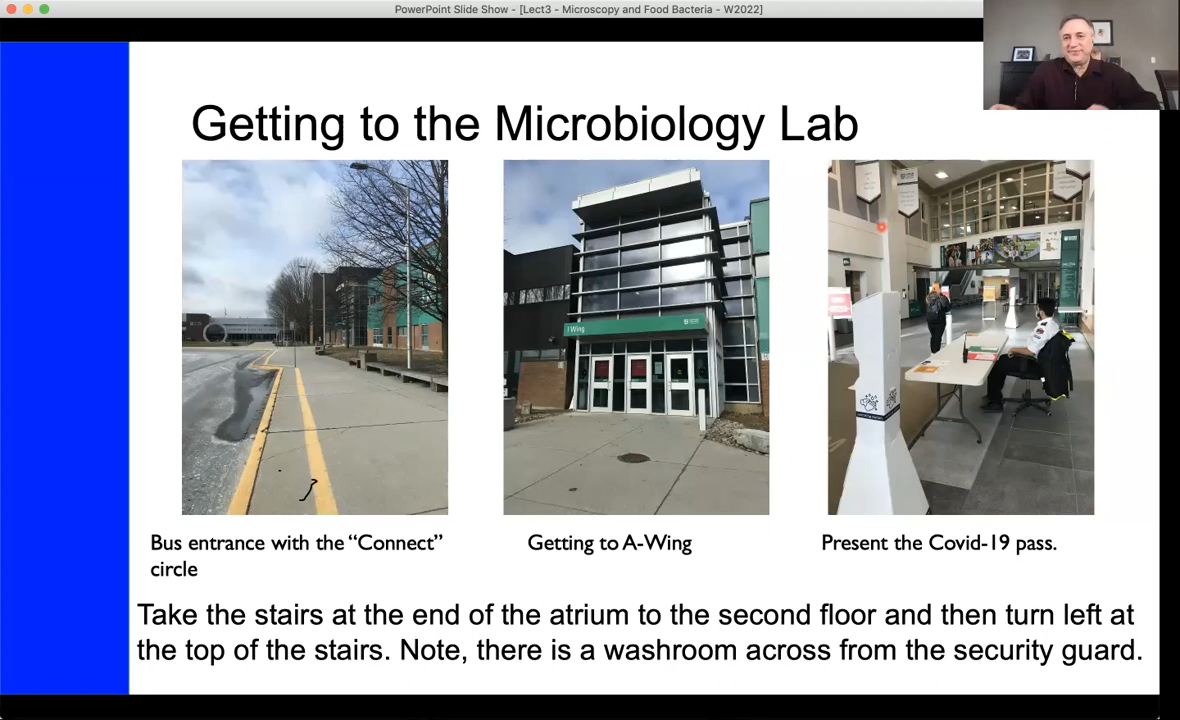 PowerPoint Slide Show - [Lect3 - Microscopy and Food Bacteria - W2022]
Getting to the Microbiology Lab
I Wing
Bus entrance with the “Connect”
circle
Getting to A-Wing
Present the Covid-19 pass.
Take the stairs at the end of the atrium to the second floor and then turn left at
the top of the stairs. Note, there is a washroom across from the security guard.